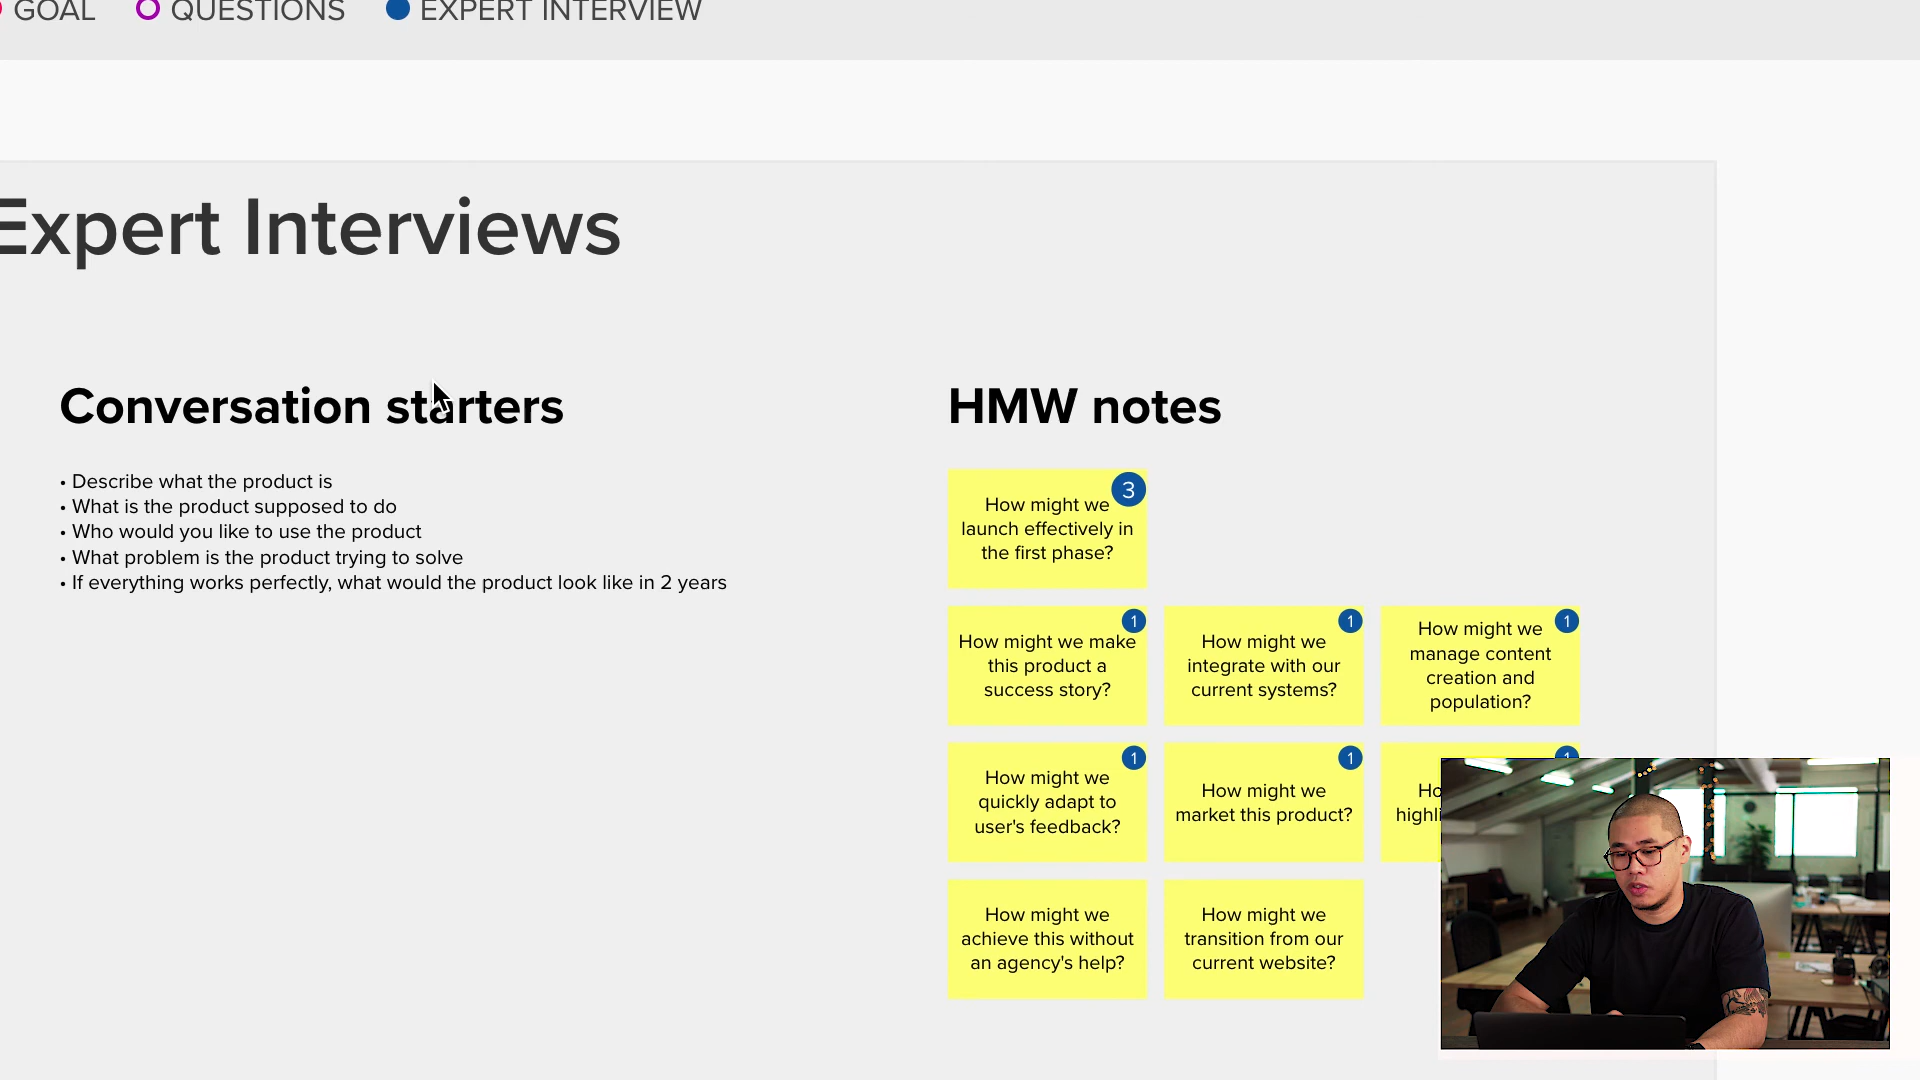 GOAL
QUESTIONS
EXPERT INTERVIEW
Expert Interviews
Conversation starters
• Describe what the product is
• What is the product supposed to do
• Who would you like to use the product
• What problem is the product trying to solve
• If everything works perfectly, what would the product look like in 2 years
HMW notes
3
How might we
launch effectively in
the first phase?
1
How might we make
this product a
success story?
1
How might we
integrate with our
current systems?
1
How might we
manage content
creation and
population?
1
How might we
quickly adapt to
user's feedback?
1
How might we
market this product?
1
How might we
achieve this without
an agency's help?
How might we
transition from our
current website?